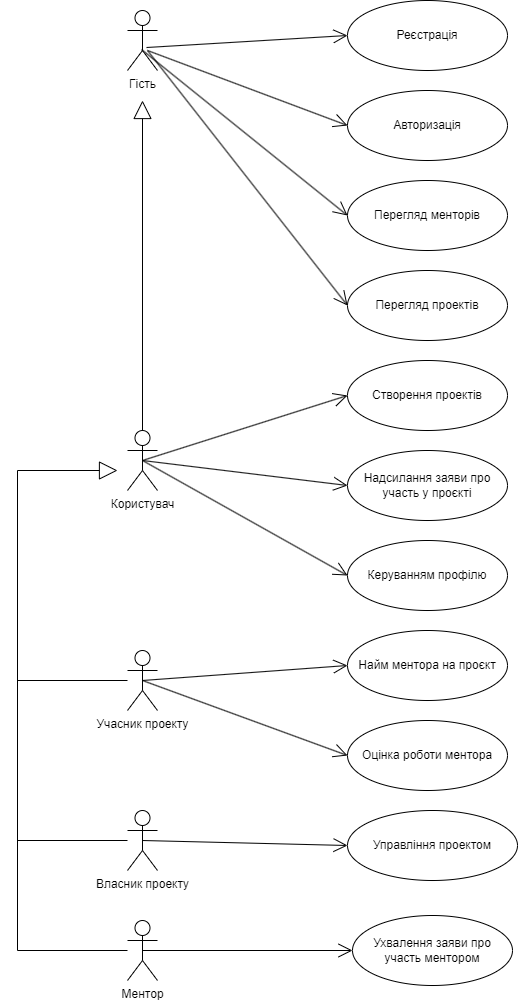 Реєстрація
Гість
Авторизація
Перегляд менторів
Перегляд проектів
Створення проектів
Надсилання заяви про
участь у проєкті
Користувач
Керуванням профілю
Найм ментора на проєкт
Учасник проекту
Оцінка роботи ментора
Управління проектом
Власник проекту
Ухвалення заяви про
участь ментором
Ментор